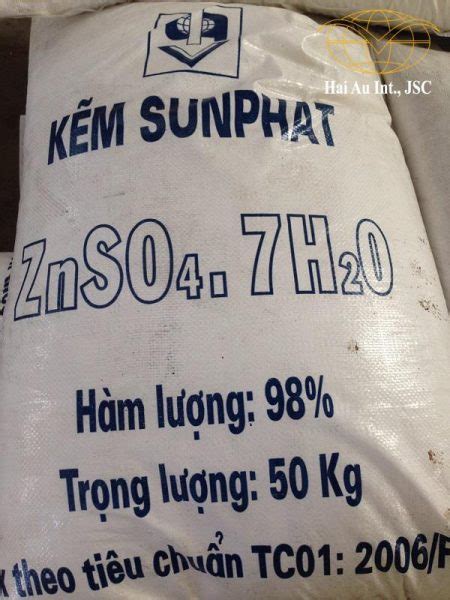 Hai Au Int., JSC
KẼM SUNPHAT
ZnSO4. 7H2O
Hàm lượng: 98%
Trọng lượng: 50 Kg
theo tiêu chuẩn TC01: 2006/